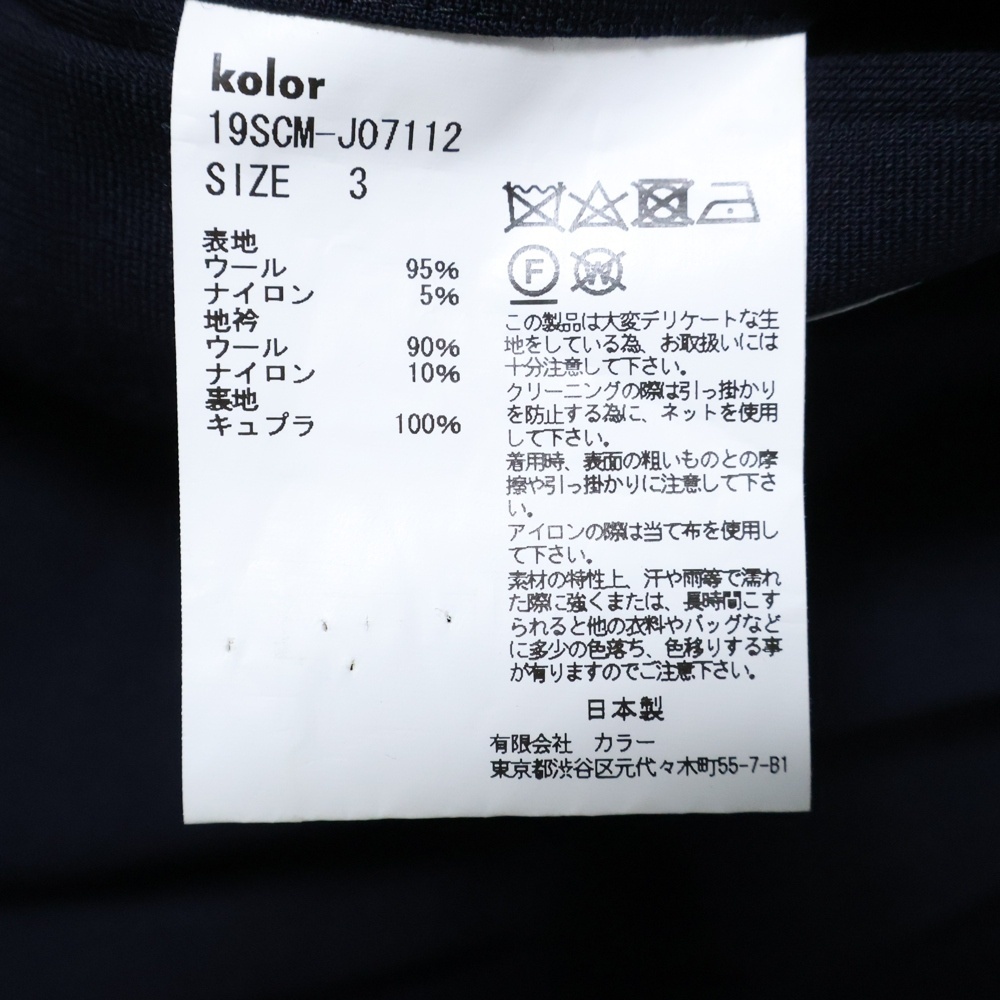 kolor
19SCM-J07112
SIZE 3
表地
ウール 95%
ナイロン 5%
地衿
ウール 90%
ナイロン 10%
裏地
キュプラ 100%
F
W
この製品は大変デリケートな生
地をしている為、お取扱いには
十分注意して下さい。
クリーニングの際は引っ掛かり
を防止する為に、ネットを使用
して下さい。
着用時、表面の粗いものとの摩
擦や引っ掛かりに注意して下さ
い。
アイロンの際は当て布を使用し
て下さい。
素材の特性上、汗や雨等で濡れ
た際に強くまたは、長時間こす
られると他の衣料やバッグなど
に多少の色落ち、色移りする事
が有りますのでご注意下さい。
日本製
有限会社 カラー
東京都渋谷区元代々木町55-7-B1